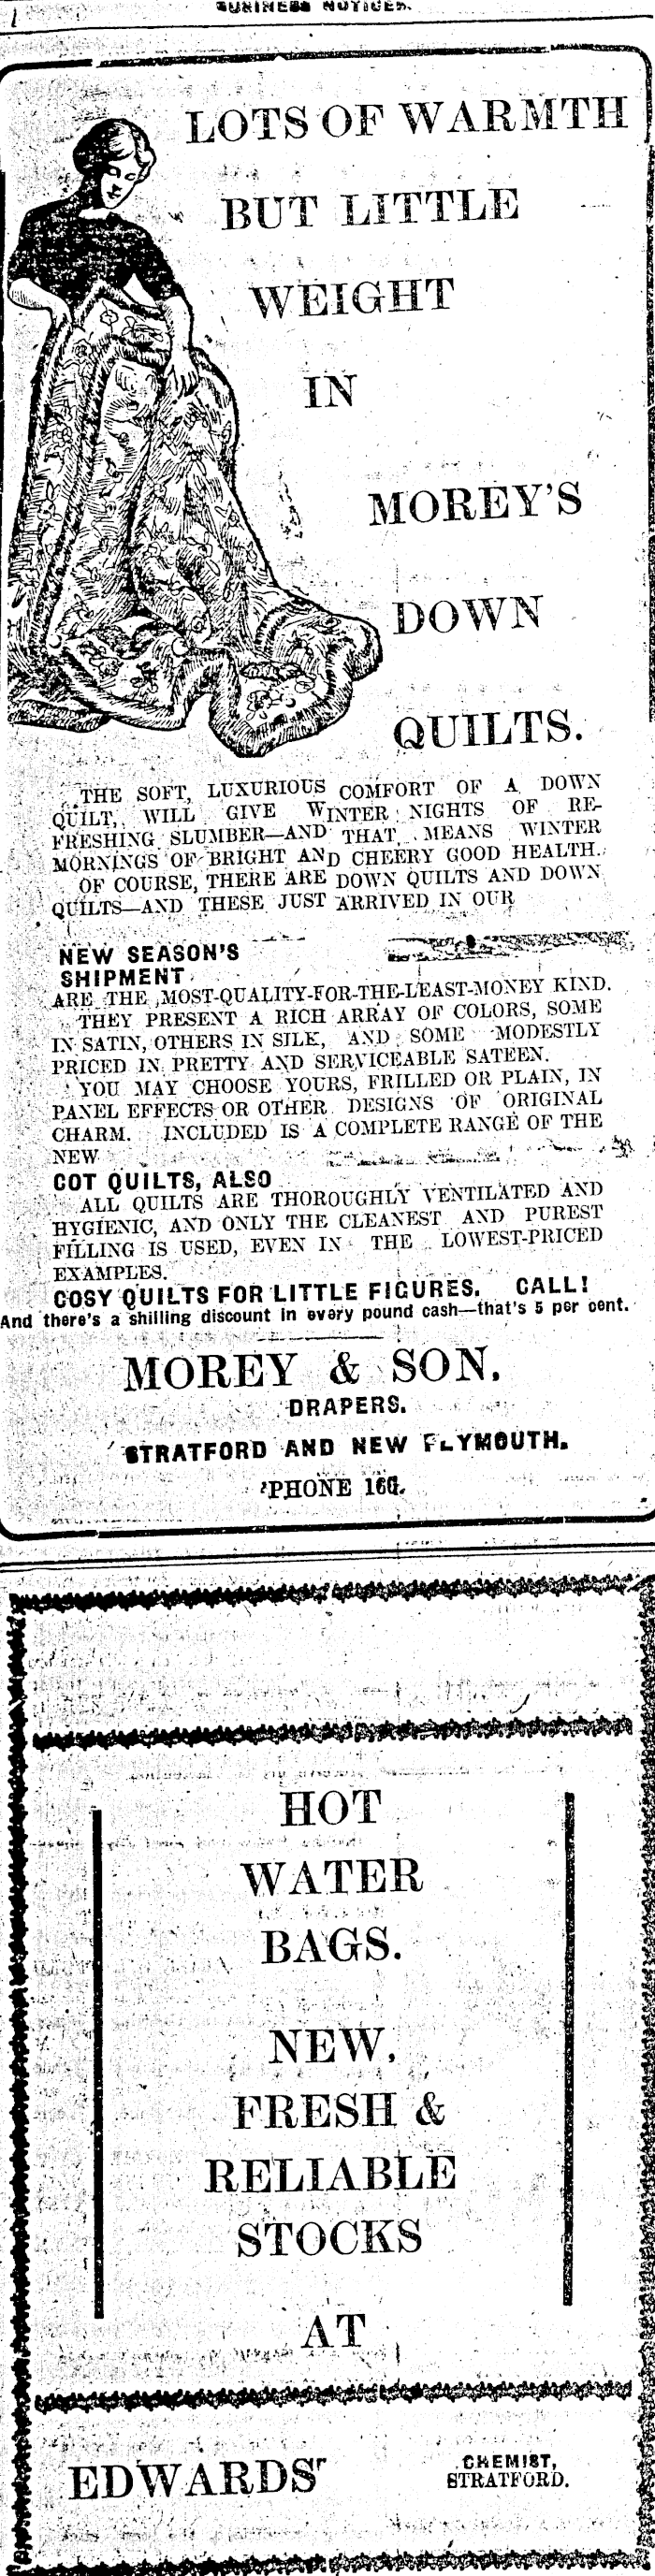 BUSINESS NOTICES.
LOTS OF WARMTH
BUT LITTLE
WEIGHT
IN
MOREY'S
DOWN
QUILTS.
THE SOFT, LUXURIOUS COMFORT OF A DOWN
QUILT, WILL GIVE WINTER NIGHTS OF RE-
FRESHING SLUMBER—AND THAT MEANS WINTER
MORNINGS OF BRIGHT AND CHEERY GOOD HEALTH.
OF COURSE, THERE ARE DOWN QUILTS AND DOWN
QUILTS—AND THESE JUST ARRIVED IN OUR
NEW SEASON'S
SHIPMENT
ARE THE MOST-QUALITY-FOR-THE-LEAST-MONEY KIND.
THEY PRESENT A RICH ARRAY OF COLORS, SOME
IN SATIN, OTHERS IN SILK, AND SOME MODESTLY
PRICED IN PRETTY AND SERVICEABLE SATEEN.
YOU MAY CHOOSE YOURS, FRILLED OR PLAIN, IN
PANEL EFFECTS OR OTHER DESIGNS OF ORIGINAL
CHARM. INCLUDED IS A COMPLETE RANGE OF THE
NEW
COT QUILTS, ALSO
ALL QUILTS ARE THOROUGHLY VENTILATED AND
HYGIENIC, AND ONLY THE CLEANEST AND PUREST
FILLING IS USED, EVEN IN THE LOWEST-PRICED
EXAMPLES.
COSY QUILTS FOR LITTLE FIGURES. CALL!
And there's a shilling discount in every pound cash—that's 5 per cent.
MOREY & SON.
DRAPERS.
STRATFORD AND NEW PLYMOUTH.
'PHONE
HOT
WATER
BAGS.
NEW,
FRESH &
RELIABLE
STOCKS
AT
EDWARDS'
CHEMIST,
STRATFORD.